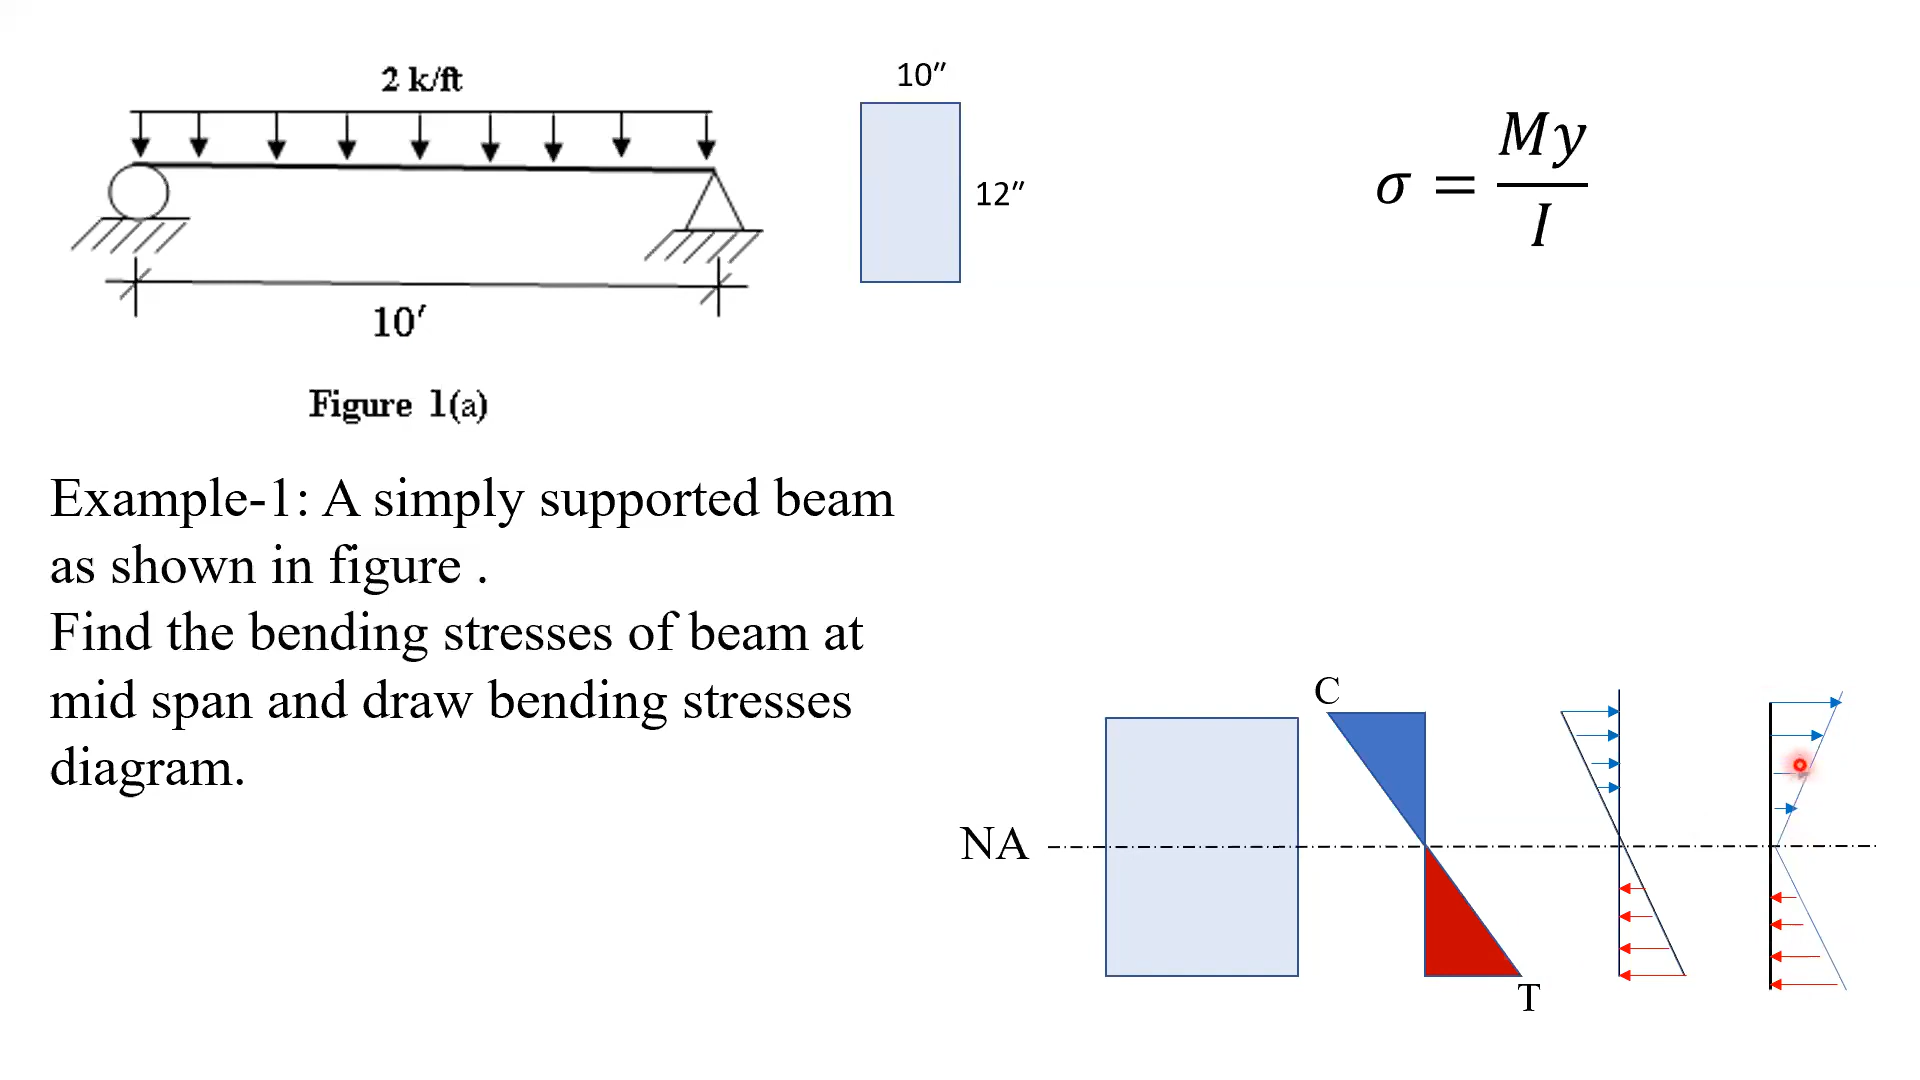 2 k/ft
10′
Figure 1(a)
10″
12″
σ = My/I
Example-1: A simply supported beam
as shown in figure .
Find the bending stresses of beam at
mid span and draw bending stresses
diagram.
C
NA
T